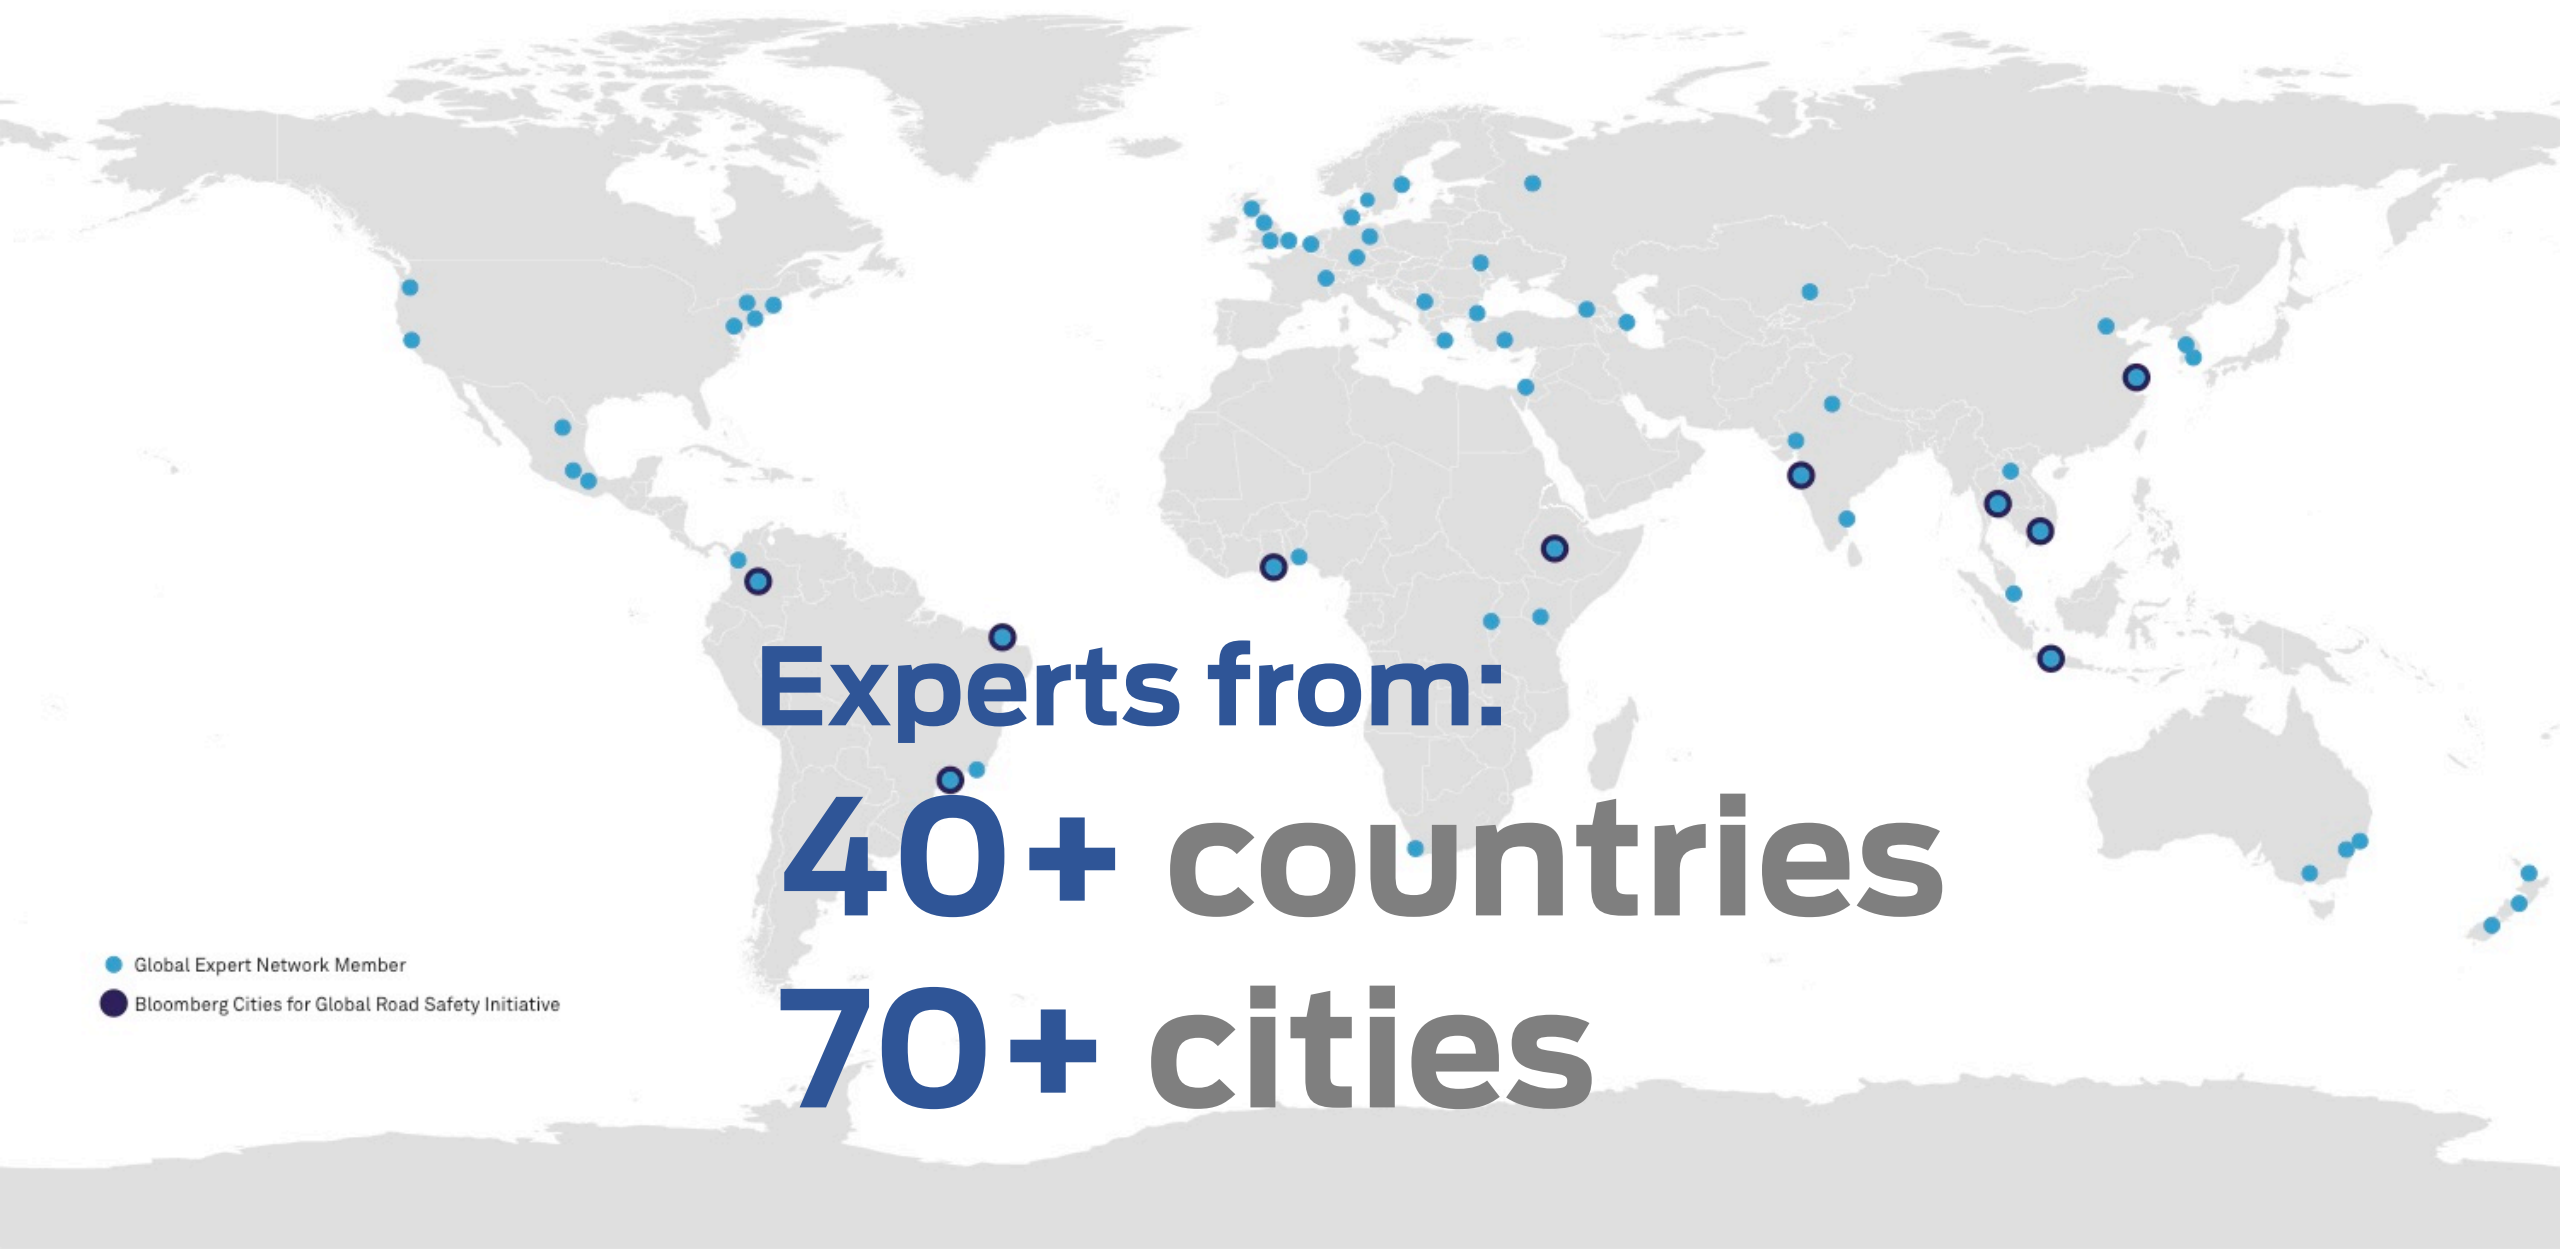 Experts from:
40+ countries
70+ cities
Global Expert Network Member
Bloomberg Cities for Global Road Safety Initiative